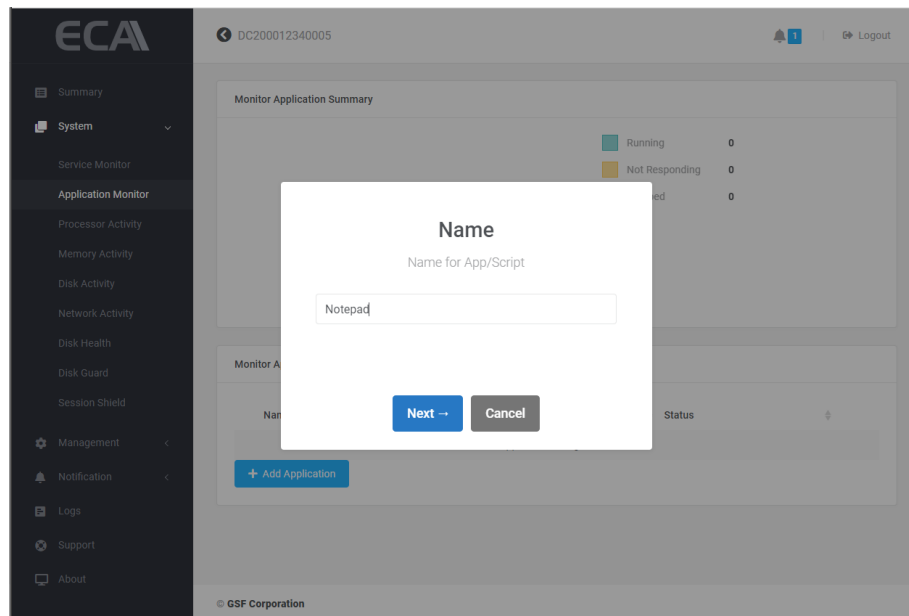 ECA
DC200012340005
1
Logout
Summary
System
Service Monitor
Application Monitor
Processor Activity
Memory Activity
Disk Activity
Network Activity
Disk Health
Disk Guard
Session Shield
Management
Notification
Logs
Support
About
Monitor Application Summary
Running 0
Not Responding 0
0
Name
Name for App/Script
Notepad
Next →
Cancel
Monitor
Status
+ Add Application
© GSF Corporation